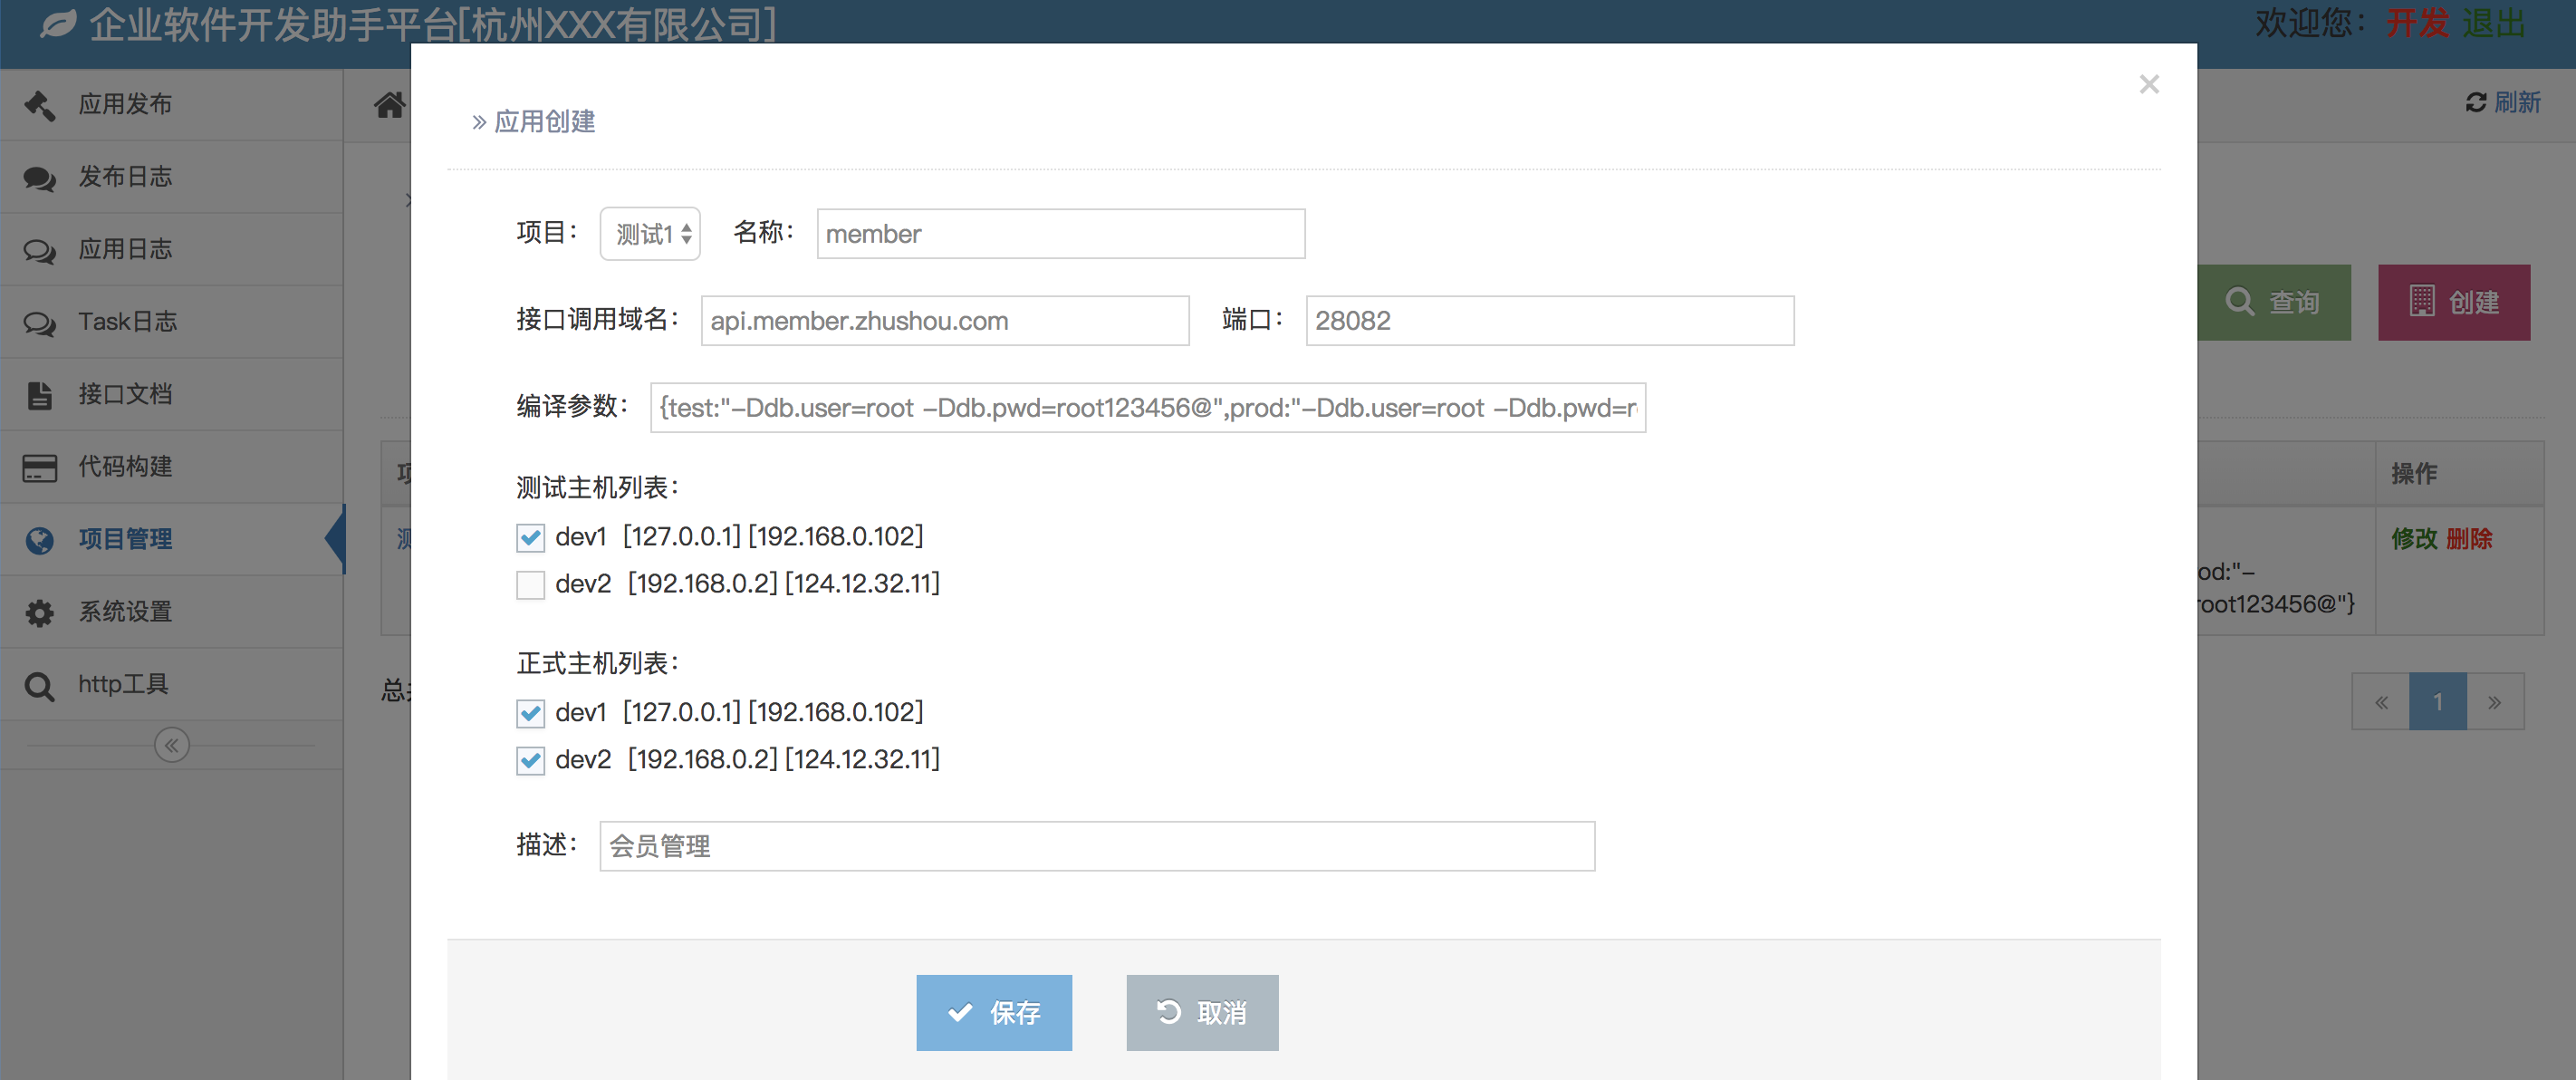 企业软件开发助手平台[杭州XXX有限公司]
欢迎您： 开发 退出
应用发布
发布日志
应用日志
Task日志
接口文档
代码构建
项目管理
系统设置
http工具
刷新
应用创建
项目： 测试1 名称： member
接口调用域名： api.member.zhushou.com 端口： 28082
编译参数： {test:"-Ddb.user=root -Ddb.pwd=root123456@",prod:"-Ddb.user=root -Ddb.pwd=r
测试主机列表：
dev1 [127.0.0.1][192.168.0.102]
dev2 [192.168.0.2][124.12.32.11]
正式主机列表：
dev1 [127.0.0.1][192.168.0.102]
dev2 [192.168.0.2][124.12.32.11]
描述： 会员管理
保存 取消
查询 创建
操作
修改 删除
od:"-
root123456@"}
总
« 1 »